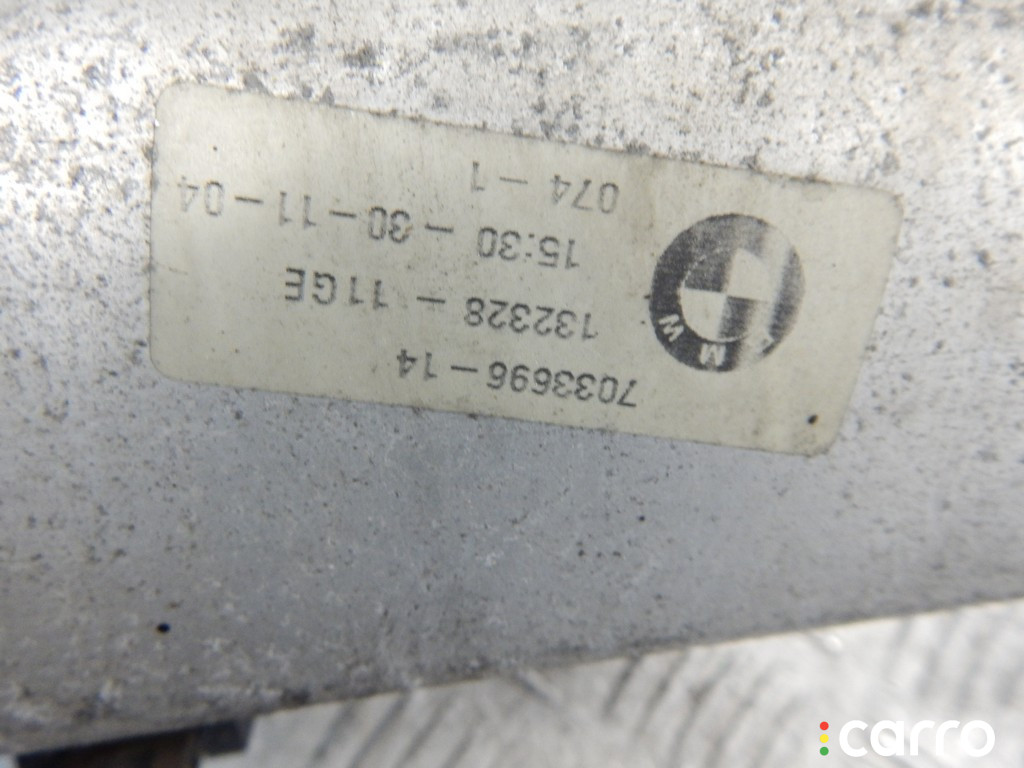 7033696-14
132328 - 11GE
15:30 - 30-11-04
074 - 1
BMW
carro